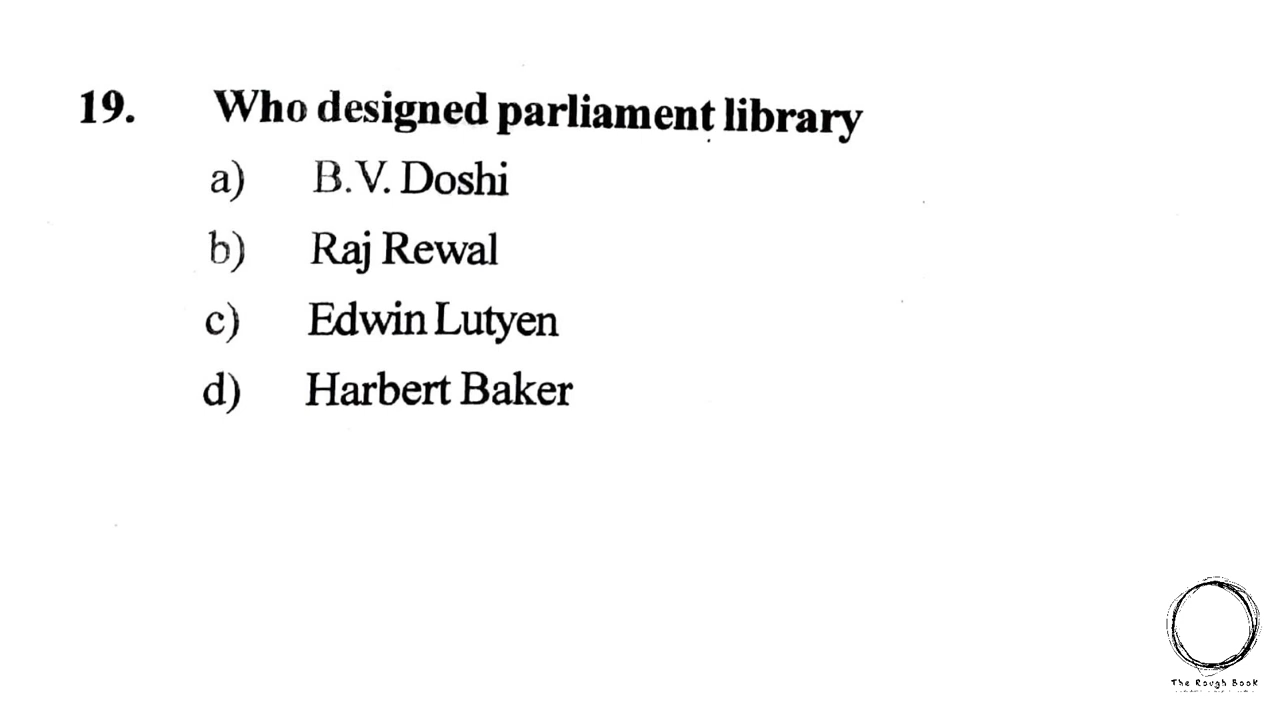 19. Who designed parliament library
a) B.V. Doshi
b) Raj Rewal
c) Edwin Lutyen
d) Harbert Baker
The Rough Book